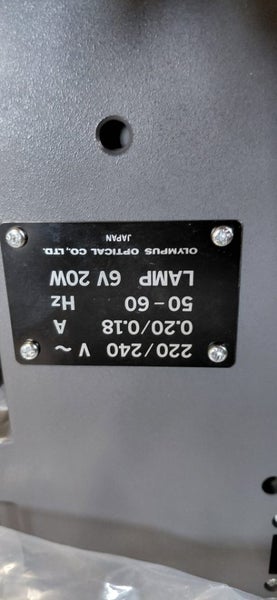 220/240 V ~
0.20/0.18 A
50-60 Hz
LAMP 6V 20W
OLYMPUS OPTICAL CO.,LTD.
JAPAN